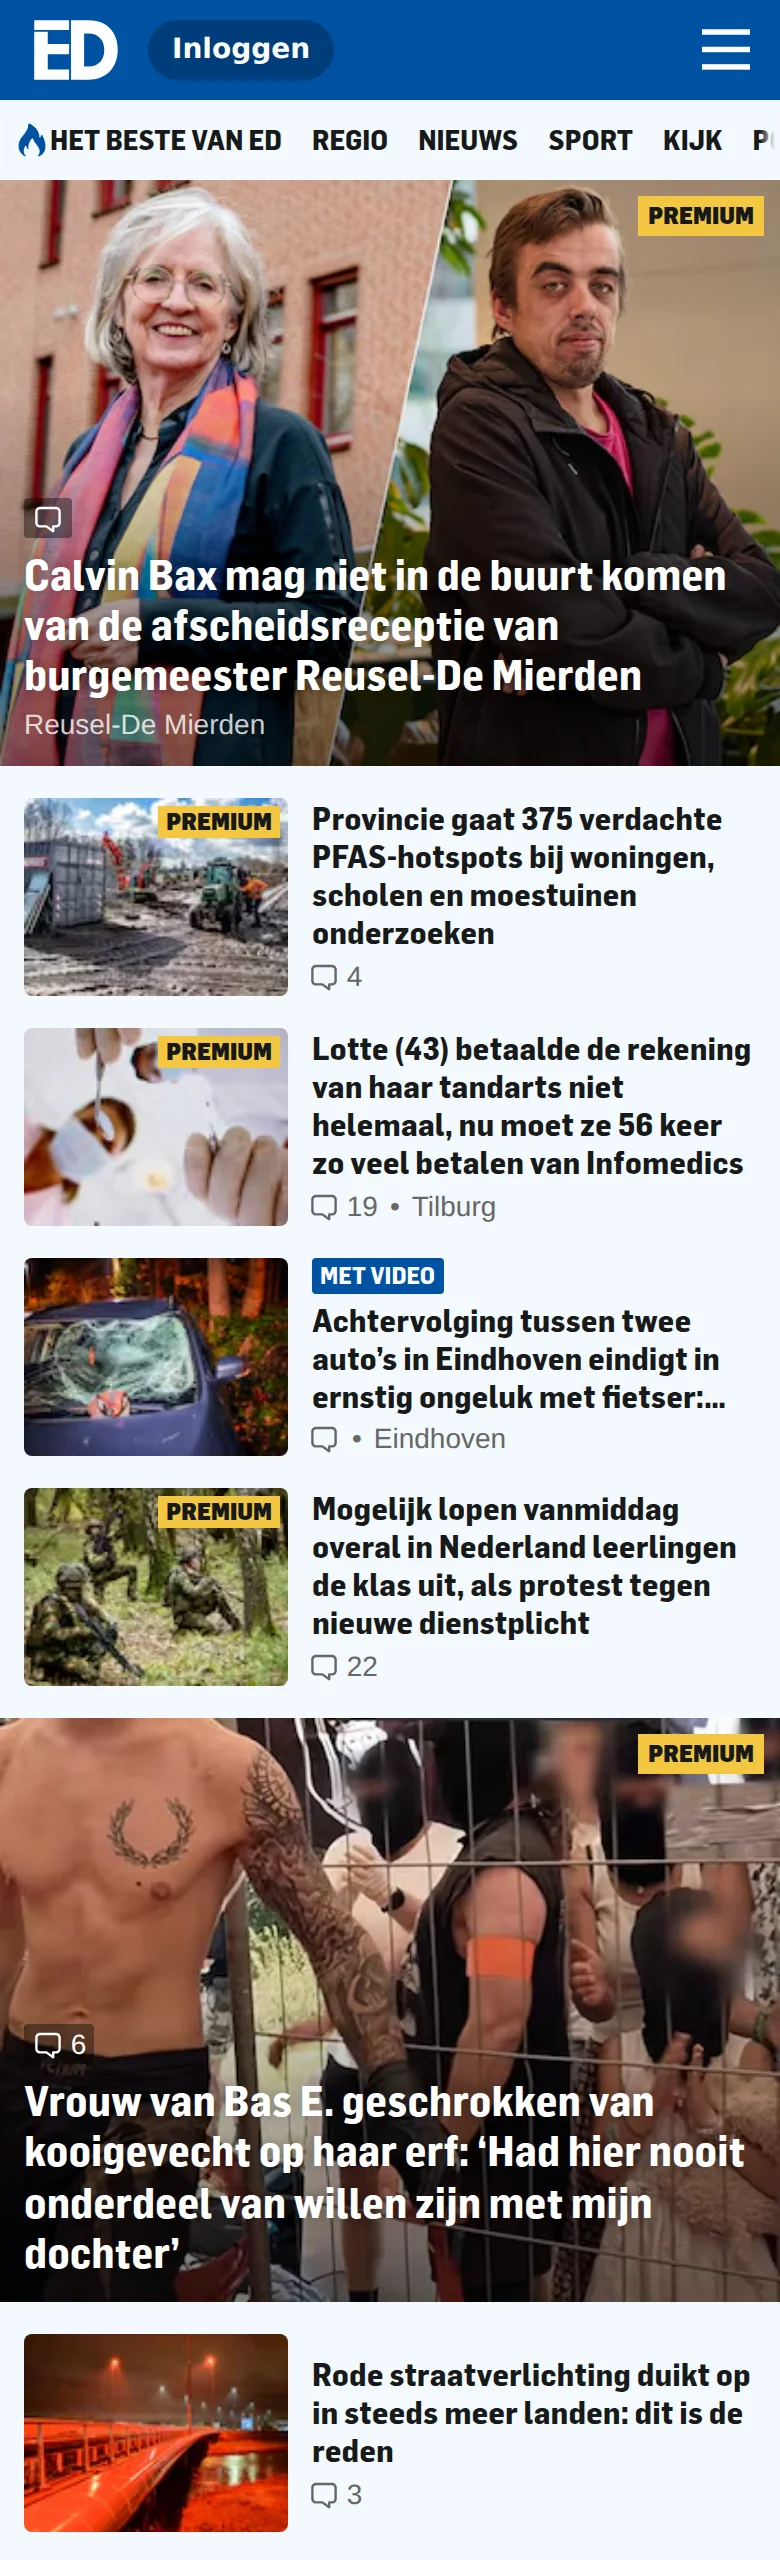 ED
Inloggen
HET BESTE VAN ED REGIO NIEUWS SPORT KIJK
PREMIUM
Calvin Bax mag niet in de buurt komen
van de afscheidsreceptie van
burgemeester Reusel-De Mierden
Reusel-De Mierden
PREMIUM
Provincie gaat 375 verdachte
PFAS-hotspots bij woningen,
scholen en moestuinen
onderzoeken
4
PREMIUM
Lotte (43) betaalde de rekening
van haar tandarts niet
helemaal, nu moet ze 56 keer
zo veel betalen van Infomedics
19 • Tilburg
MET VIDEO
Achtervolging tussen twee
auto’s in Eindhoven eindigt in
ernstig ongeluk met fietser:...
• Eindhoven
PREMIUM
Mogelijk lopen vanmiddag
overal in Nederland leerlingen
de klas uit, als protest tegen
nieuwe dienstplicht
22
PREMIUM
6
Vrouw van Bas E. geschrokken van
kooigevecht op haar erf: ‘Had hier nooit
onderdeel van willen zijn met mijn
dochter’
Rode straatverlichting duikt op
in steeds meer landen: dit is de
reden
3